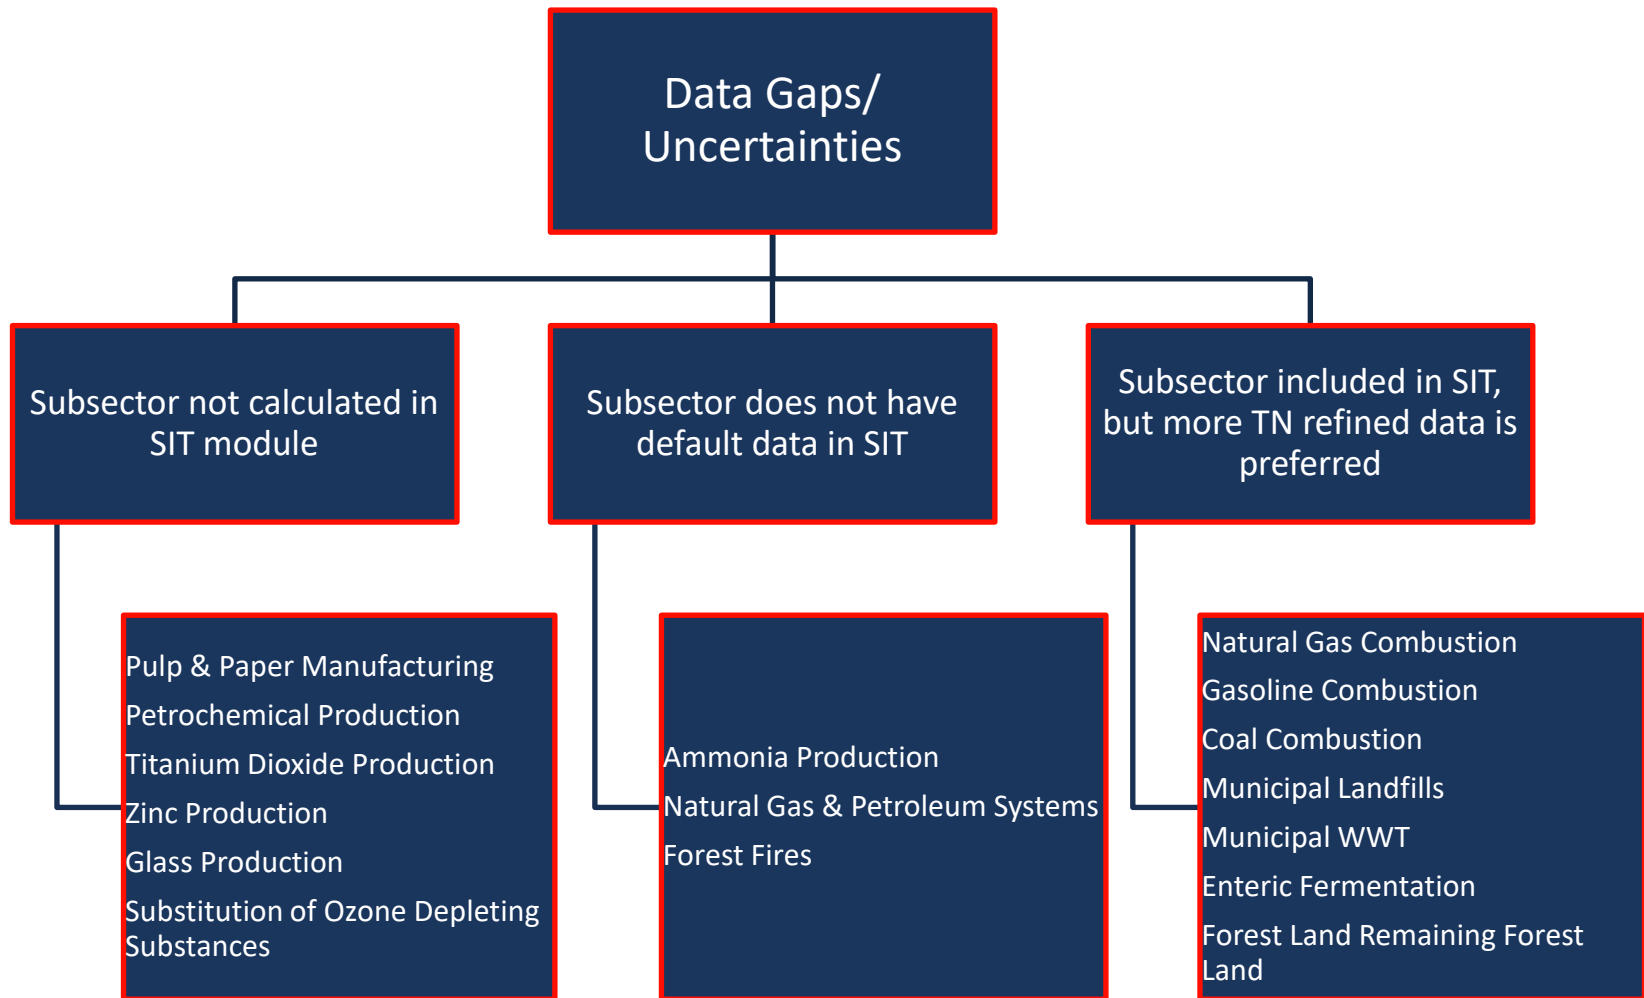 Data Gaps/
Uncertainties
Subsector not calculated in
SIT module
Subsector does not have
default data in SIT
Subsector included in SIT,
but more TN refined data is
preferred
Pulp & Paper Manufacturing
Petrochemical Production
Titanium Dioxide Production
Zinc Production
Glass Production
Substitution of Ozone Depleting
Substances
Ammonia Production
Natural Gas & Petroleum Systems
Forest Fires
Natural Gas Combustion
Gasoline Combustion
Coal Combustion
Municipal Landfills
Municipal WWT
Enteric Fermentation
Forest Land Remaining Forest
Land